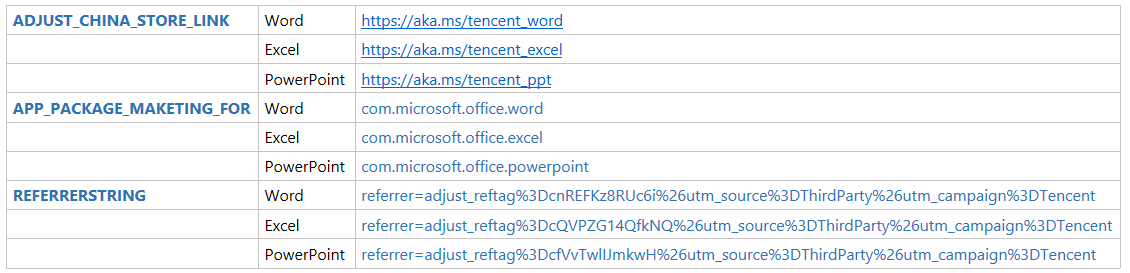 ADJUST_CHINA_STORE_LINK Word https://aka.ms/tencent_word
Excel https://aka.ms/tencent_excel
PowerPoint https://aka.ms/tencent_ppt
APP_PACKAGE_MAKETING_FOR Word com.microsoft.office.word
Excel com.microsoft.office.excel
PowerPoint com.microsoft.office.powerpoint
REFERRERSTRING Word referrer=adjust_reftag%3DcnREFKz8RUc6i%26utm_source%3DThirdParty%26utm_campaign%3DTencent
Excel referrer=adjust_reftag%3DcQVPZG14QfkNQ%26utm_source%3DThirdParty%26utm_campaign%3DTencent
PowerPoint referrer=adjust_reftag%3DcfVvTwlIJmkwH%26utm_source%3DThirdParty%26utm_campaign%3DTencent